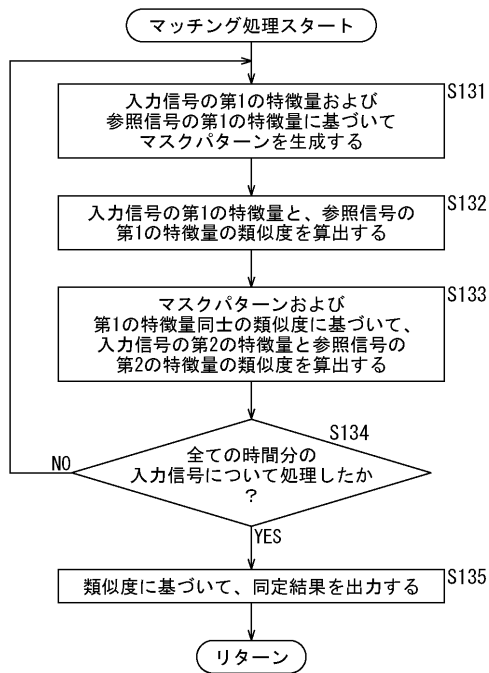 マッチング処理スタート
S131
入力信号の第1の特徴量および
参照信号の第1の特徴量に基づいて
マスクパターンを生成する
S132
入力信号の第1の特徴量と、参照信号の
第1の特徴量の類似度を算出する
S133
マスクパターンおよび
第1の特徴量同士の類似度に基づいて、
入力信号の第2の特徴量と参照信号の
第2の特徴量の類似度を算出する
S134
全ての時間分の
入力信号について処理したか
?
NO
YES
S135
類似度に基づいて、同定結果を出力する
リターン